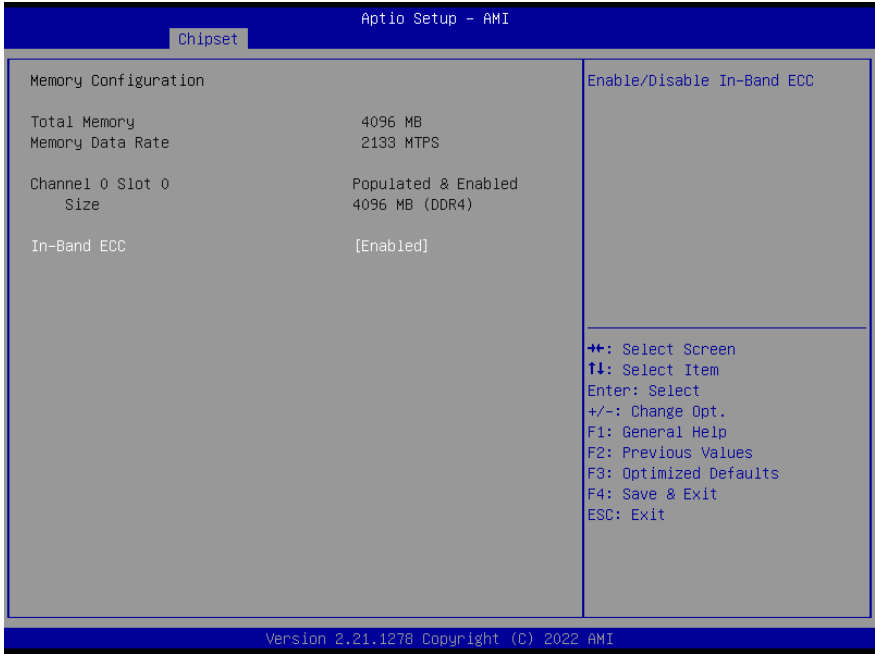 Aptio Setup – AMI
Chipset
Memory Configuration
Total Memory 4096 MB
Memory Data Rate 2133 MTPS
Channel 0 Slot 0 Populated & Enabled
Size 4096 MB (DDR4)
In-Band ECC [Enabled]
Enable/Disable In-Band ECC
→←: Select Screen
↑↓: Select Item
Enter: Select
+/-: Change Opt.
F1: General Help
F2: Previous Values
F3: Optimized Defaults
F4: Save & Exit
ESC: Exit
Version 2.21.1278 Copyright (C) 2022 AMI